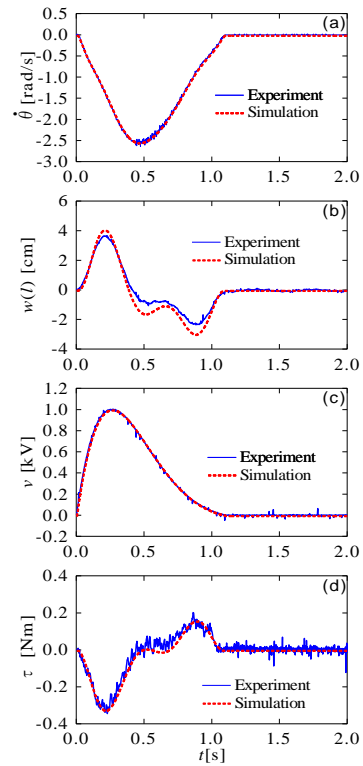 (a)
θ̇ [rad/s]
0.0
-0.5
-1.0
-1.5
-2.0
-2.5
-3.0
Experiment
Simulation
0.0 0.5 1.0 1.5 2.0
(b)
w(l) [cm]
6
4
2
0
-2
-4
Experiment
Simulation
0.0 0.5 1.0 1.5 2.0
(c)
v [kV]
1.2
1.0
0.8
0.6
0.4
0.2
0.0
-0.2
Experiment
Simulation
0.0 0.5 1.0 1.5 2.0
(d)
τ [Nm]
0.4
0.2
0.0
-0.2
-0.4
Experiment
Simulation
0.0 0.5 1.0 1.5 2.0
t[s]